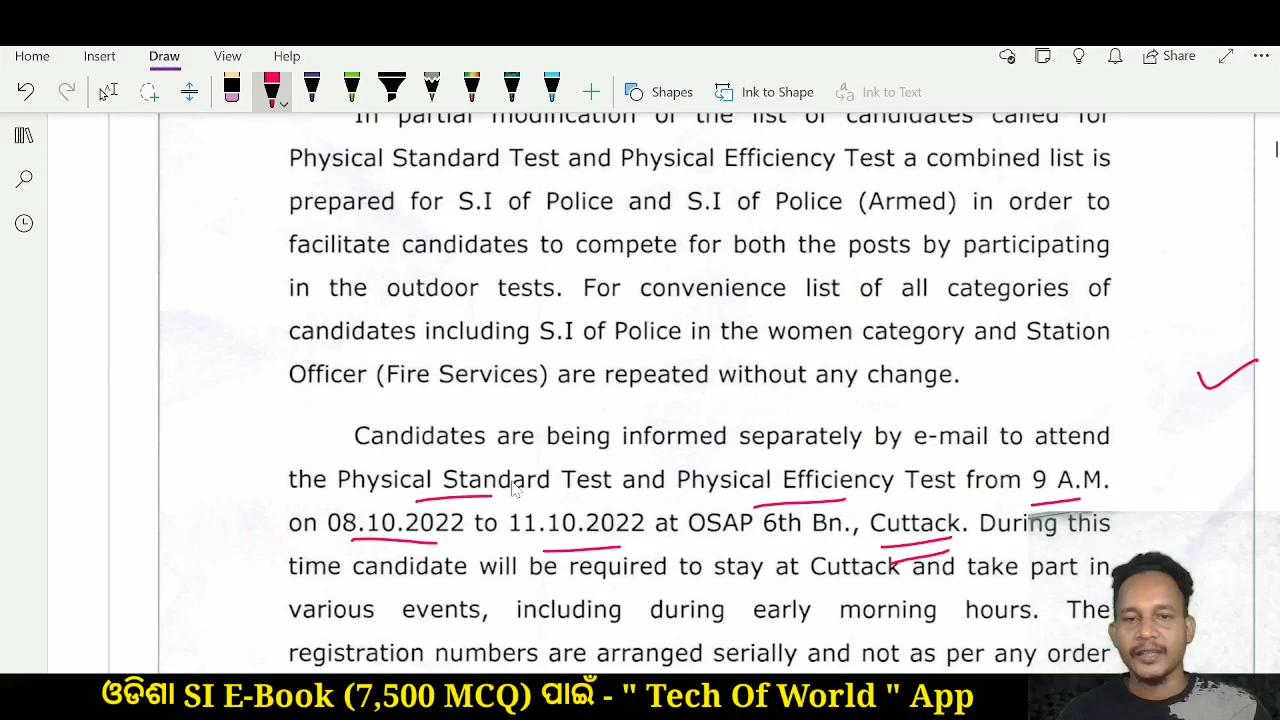 Home Insert Draw View Help Share
Shapes Ink to Shape Ink to Text
In partial modification of the list of candidates called for
Physical Standard Test and Physical Efficiency Test a combined list is
prepared for S.I of Police and S.I of Police (Armed) in order to
facilitate candidates to compete for both the posts by participating
in the outdoor tests. For convenience list of all categories of
candidates including S.I of Police in the women category and Station
Officer (Fire Services) are repeated without any change.
Candidates are being informed separately by e-mail to attend
the Physical Standard Test and Physical Efficiency Test from 9 A.M.
on 08.10.2022 to 11.10.2022 at OSAP 6th Bn., Cuttack. During this
time candidate will be required to stay at Cuttack and take part in
various events, including during early morning hours. The
registration numbers are arranged serially and not as per any order
ଓଡିଶା SI E-Book (7,500 MCQ) ପାଇଁ - " Tech Of World " App